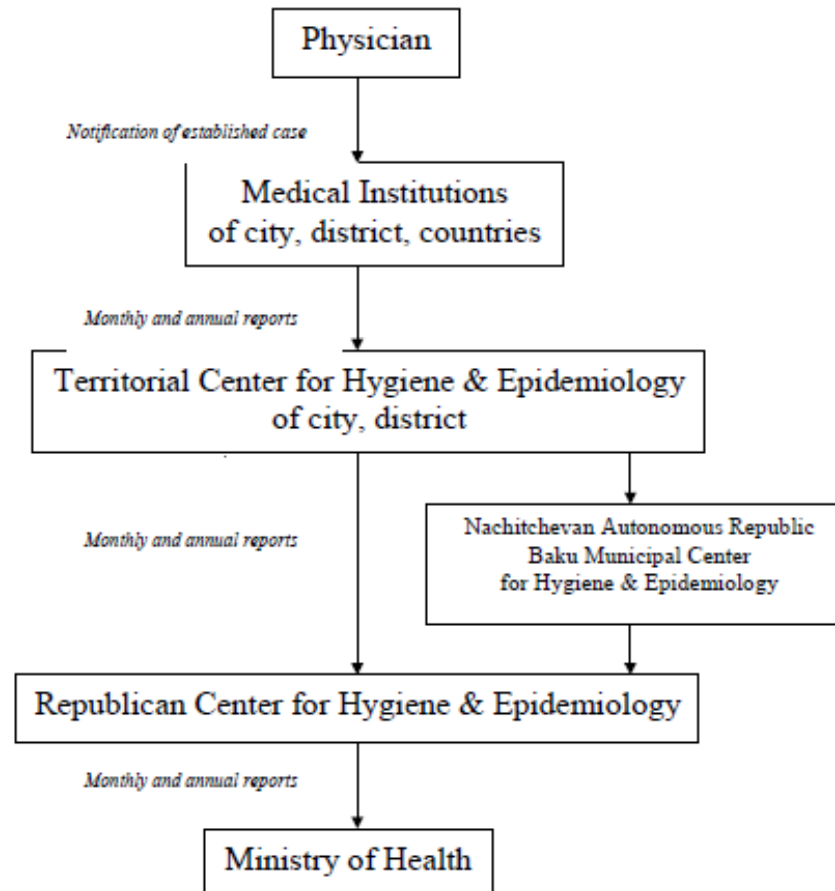 Physician
Notification of established case
Medical Institutions
of city, district, countries
Monthly and annual reports
Territorial Center for Hygiene & Epidemiology
of city, district
Monthly and annual reports
Nachitchevan Autonomous Republic
Baku Municipal Center
for Hygiene & Epidemiology
Republican Center for Hygiene & Epidemiology
Monthly and annual reports
Ministry of Health